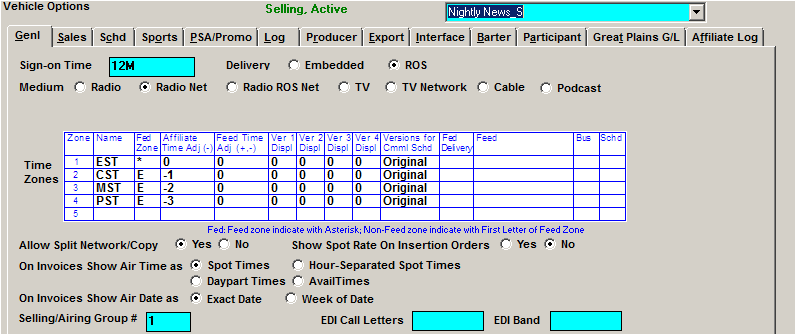 Vehicle Options Selling, Active Nightly News_S
Genl Sales Schd Sports PSA/Promo Log Producer Export Interface Barter Participant Great Plains G/L Affiliate Log
Sign-on Time 12M Delivery Embedded ROS
Medium Radio Radio Net Radio ROS Net TV TV Network Cable Podcast
Zone Name Fed Affiliate Feed Time Ver 1 Ver 2 Ver 3 Ver 4 Versions for Fed Feed Bus Schd
Zone Time Adj (-) Adj (+,-) Displ Displ Displ Displ Cmml Schd Delivery
1 EST * 0 0 0 0 0 0 Original
Time
Zones
2 CST E -1 0 0 0 0 0 Original
3 MST E -2 0 0 0 0 0 Original
4 PST E -3 0 0 0 0 0 Original
5
Fed: Feed zone indicate with Asterisk; Non-Feed zone indicate with First Letter of Feed Zone
Allow Split Network/Copy Yes No Show Spot Rate On Insertion Orders Yes No
On Invoices Show Air Time as Spot Times Hour-Separated Spot Times
Daypart Times AvailTimes
On Invoices Show Air Date as Exact Date Week of Date
Selling/Airing Group # 1 EDI Call Letters EDI Band